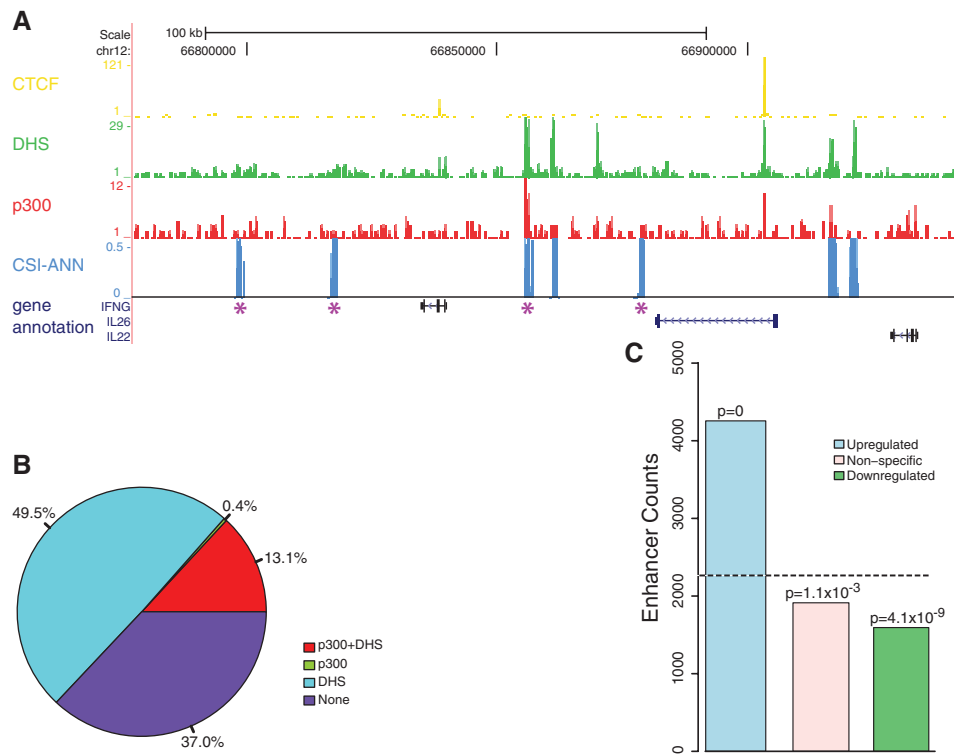 A
Scale
100 kb
chr12:
66800000
66850000
66900000
CTCF
121
1
DHS
29
1
p300
12
1
CSI-ANN
0.5
0
gene annotation
IFNG
* * * *
IL26
IL22
B
49.5%
0.4%
13.1%
37.0%
p300+DHS
p300
DHS
None
C
Enhancer Counts
5000
4000
3000
2000
1000
0
p=0
p=1.1x10-3
p=4.1x10-9
Upregulated
Non-specific
Downregulated